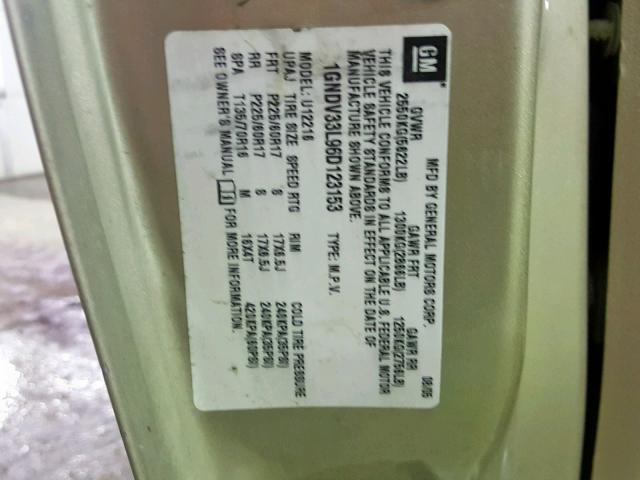 GM
MFD BY GENERAL MOTORS CORP. 08/05
GVWR GAWR FRT GAWR RR
2550KG(5622LB) 1300KG(2866LB) 1250KG(2756LB)
THIS VEHICLE CONFORMS TO ALL APPLICABLE U.S. FEDERAL MOTOR
VEHICLE SAFETY STANDARDS IN EFFECT ON THE DATE OF
MANUFACTURE SHOWN ABOVE.
1GNDV33L96D123153 TYPE: M.P.V.
MODEL: U12216
UPAJ TIRE SIZE SPEED RTG RIM COLD TIRE PRESSURE
FRT P225/60R17 S 17X6.5J 240KPA(35PSI)
RR P225/60R17 S 17X6.5J 240KPA(35PSI)
SPA T135/70R16 M 16X4T 420KPA(60PSI)
SEE OWNER'S MANUAL FOR MORE INFORMATION.